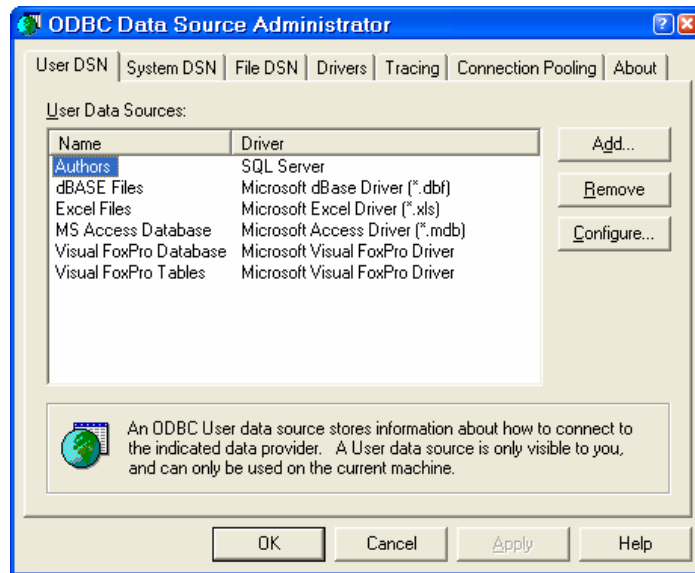 ODBC Data Source Administrator
User DSN System DSN File DSN Drivers Tracing Connection Pooling About
User Data Sources:
Name Driver
Authors SQL Server
dBASE Files Microsoft dBase Driver (*.dbf)
Excel Files Microsoft Excel Driver (*.xls)
MS Access Database Microsoft Access Driver (*.mdb)
Visual FoxPro Database Microsoft Visual FoxPro Driver
Visual FoxPro Tables Microsoft Visual FoxPro Driver
Add...
Remove
Configure...
An ODBC User data source stores information about how to connect to
the indicated data provider. A User data source is only visible to you,
and can only be used on the current machine.
OK Cancel Apply Help